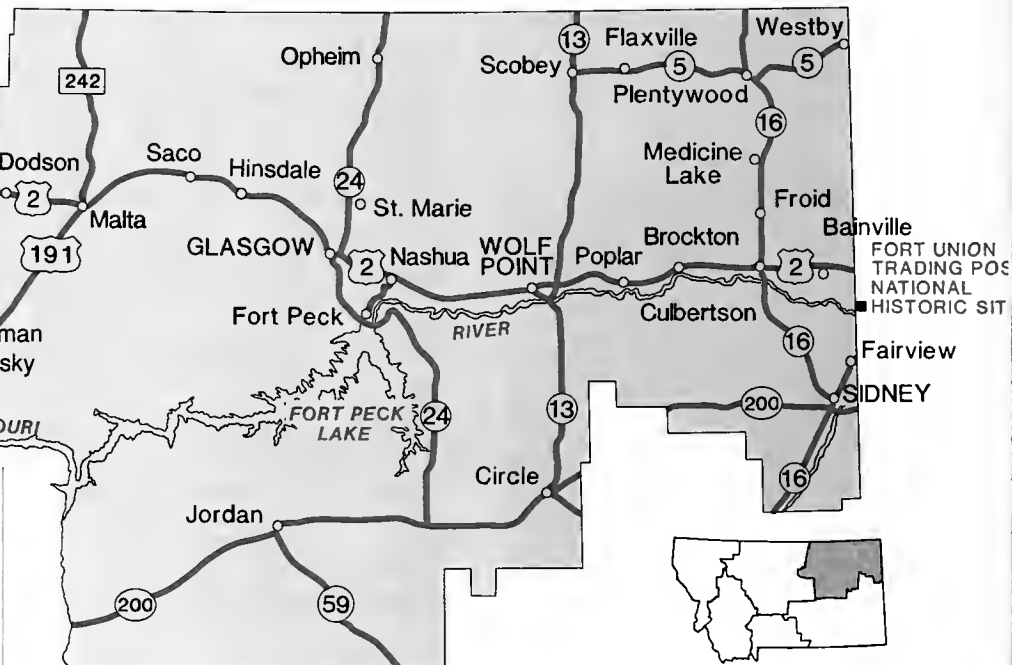 Westby
13
Flaxville
Opheim
Scobey
5
5
242
Plentywood
16
Dodson
Saco
Hinsdale
Medicine
Lake
2
24
St. Marie
Froid
Malta
Bainville
191
GLASGOW
2
Nashua
WOLF
POINT
Poplar
Brockton
2
FORT UNION
TRADING POS
NATIONAL
HISTORIC SIT
Fort Peck
RIVER
Culbertson
man
sky
16
Fairview
FORT PECK
LAKE
24
13
200
SIDNEY
OURI
Circle
16
Jordan
200
59